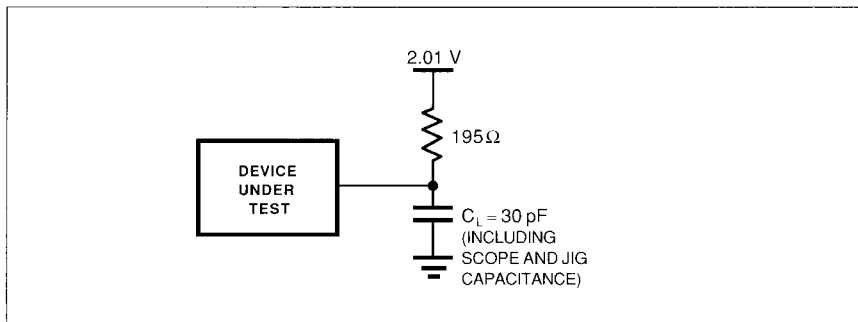 2.01 V
195Ω
DEVICE
UNDER
TEST
C_L = 30 pF
(INCLUDING
SCOPE AND JIG
CAPACITANCE)